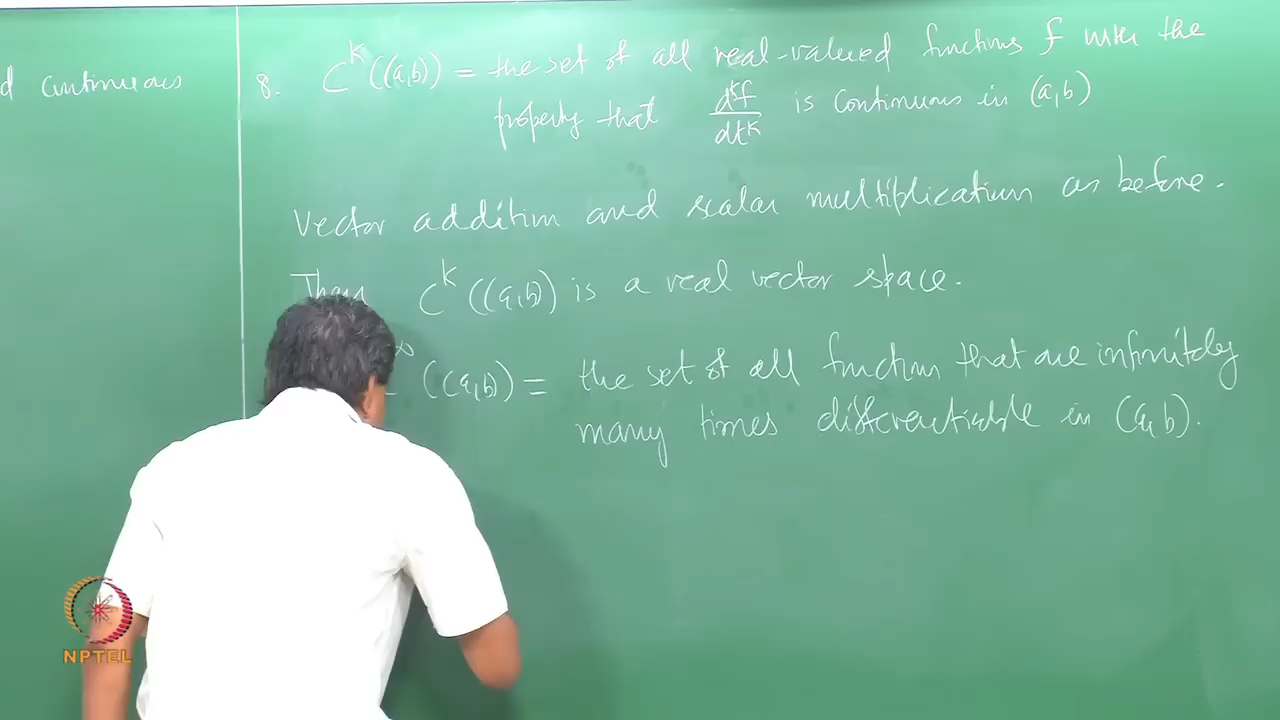 d continuous
8. C^k((a,b)) = the set of all real-valued functions f with the
property that d^k f/dt^k is continuous in (a,b)
Vector addition and scalar multiplication as before.
Then C^k((a,b)) is a real vector space.
∞ ((a,b)) = the set of all functions that are infinitely
many times differentiable in (a,b).
NPTEL